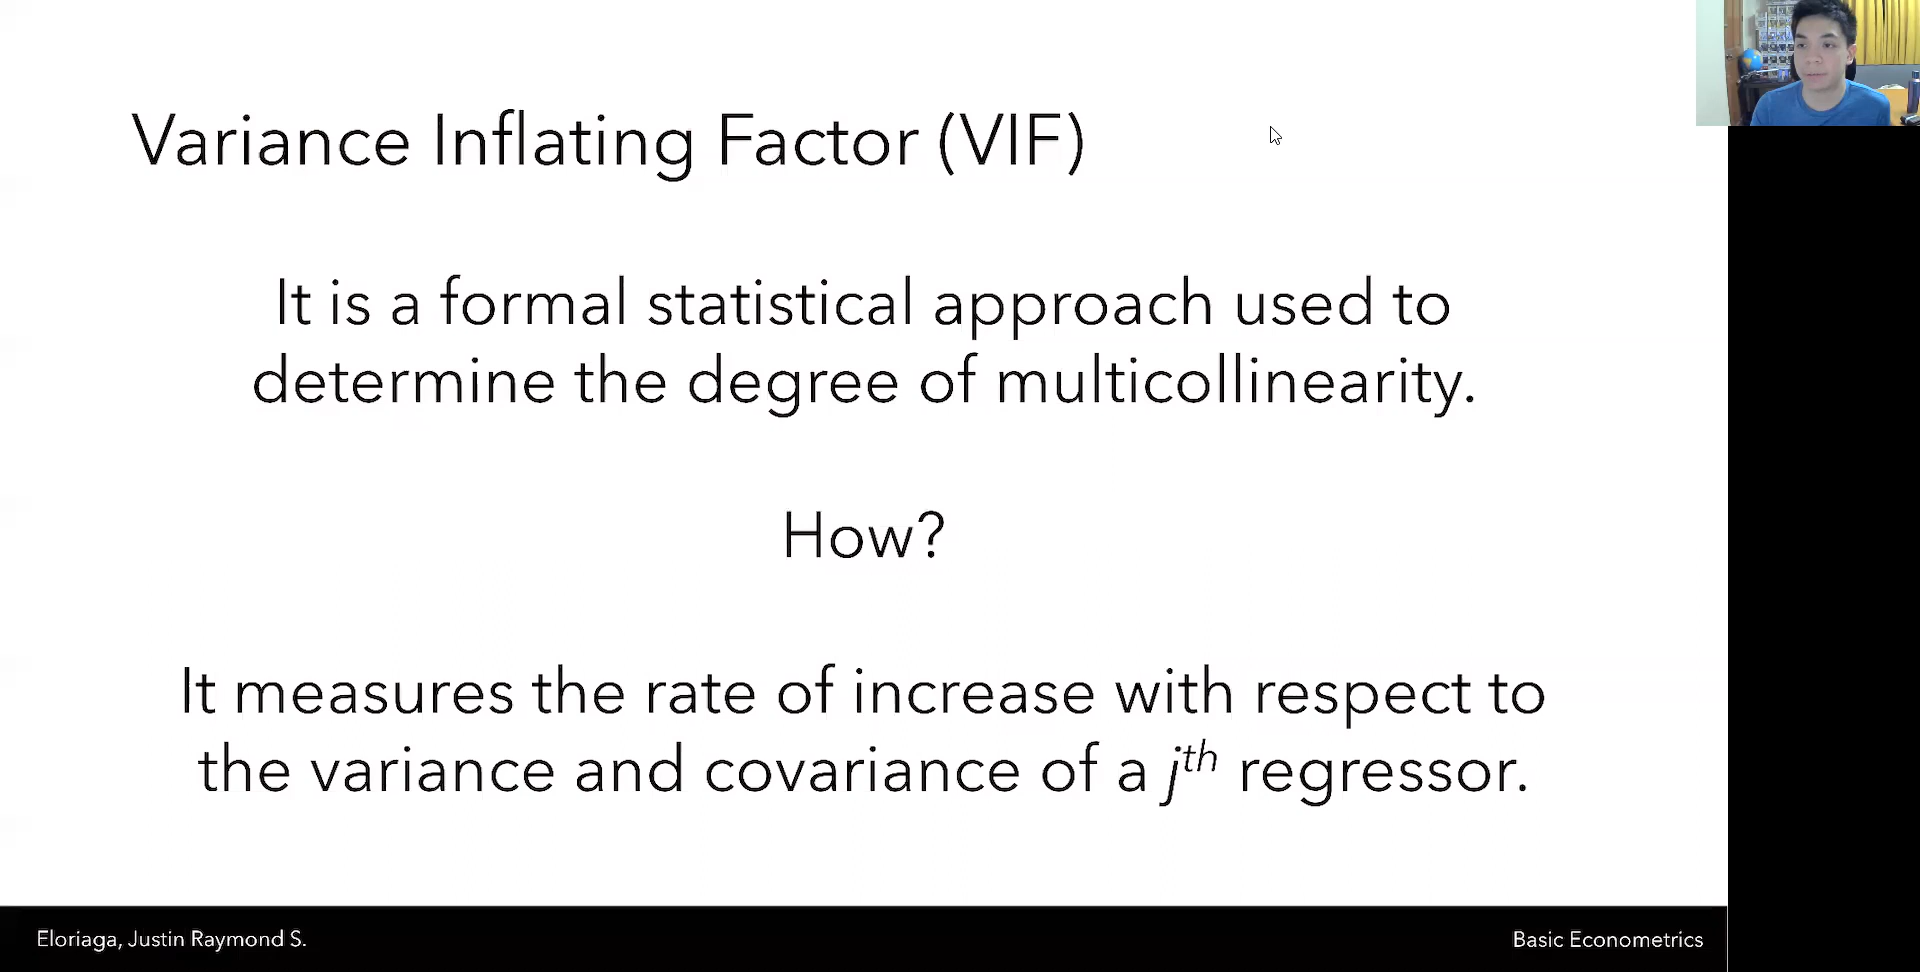 Variance Inflating Factor (VIF)
It is a formal statistical approach used to
determine the degree of multicollinearity.
How?
It measures the rate of increase with respect to
the variance and covariance of a jᵗʰ regressor.
Eloriaga, Justin Raymond S.
Basic Econometrics